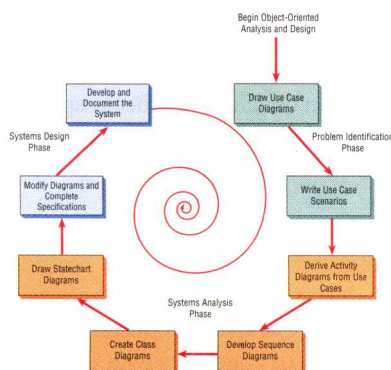 Begin Object-Oriented
Analysis and Design
Draw Use Case
Diagrams
Problem Identification
Phase
Write Use Case
Scenarios
Derive Activity
Diagrams from Use
Cases
Systems Analysis
Phase
Develop Sequence
Diagrams
Create Class
Diagrams
Draw Statechart
Diagrams
Modify Diagrams and
Complete
Specifications
Systems Design
Phase
Develop and
Document the
System